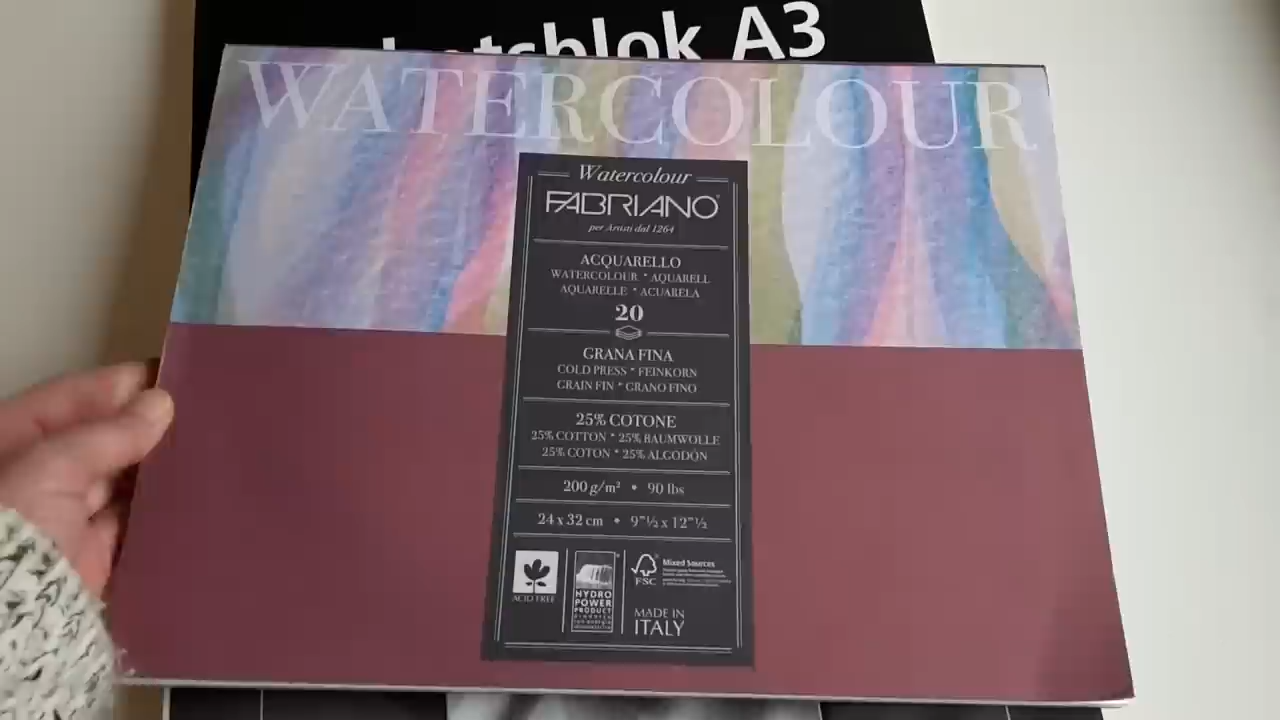 blok A3
WATERCOLOUR
Watercolour
FABRIANO®
per Artisti dal 1264
ACQUARELLO
WATERCOLOUR * AQUARELL
AQUARELLE * ACUARELA
20
GRANA FINA
COLD PRESS * FEINKORN
GRAIN FIN * GRANO FINO
25% COTONE
25% COTTON * 25% BAUMWOLLE
25% COTON * 25% ALGODÓN
200 g/m² • 90 lbs
24 x 32 cm • 9”½ x 12”½
ACID FREE
HYDRO
POWER
PRODUCT
FSC
Mixed Sources
MADE IN
ITALY